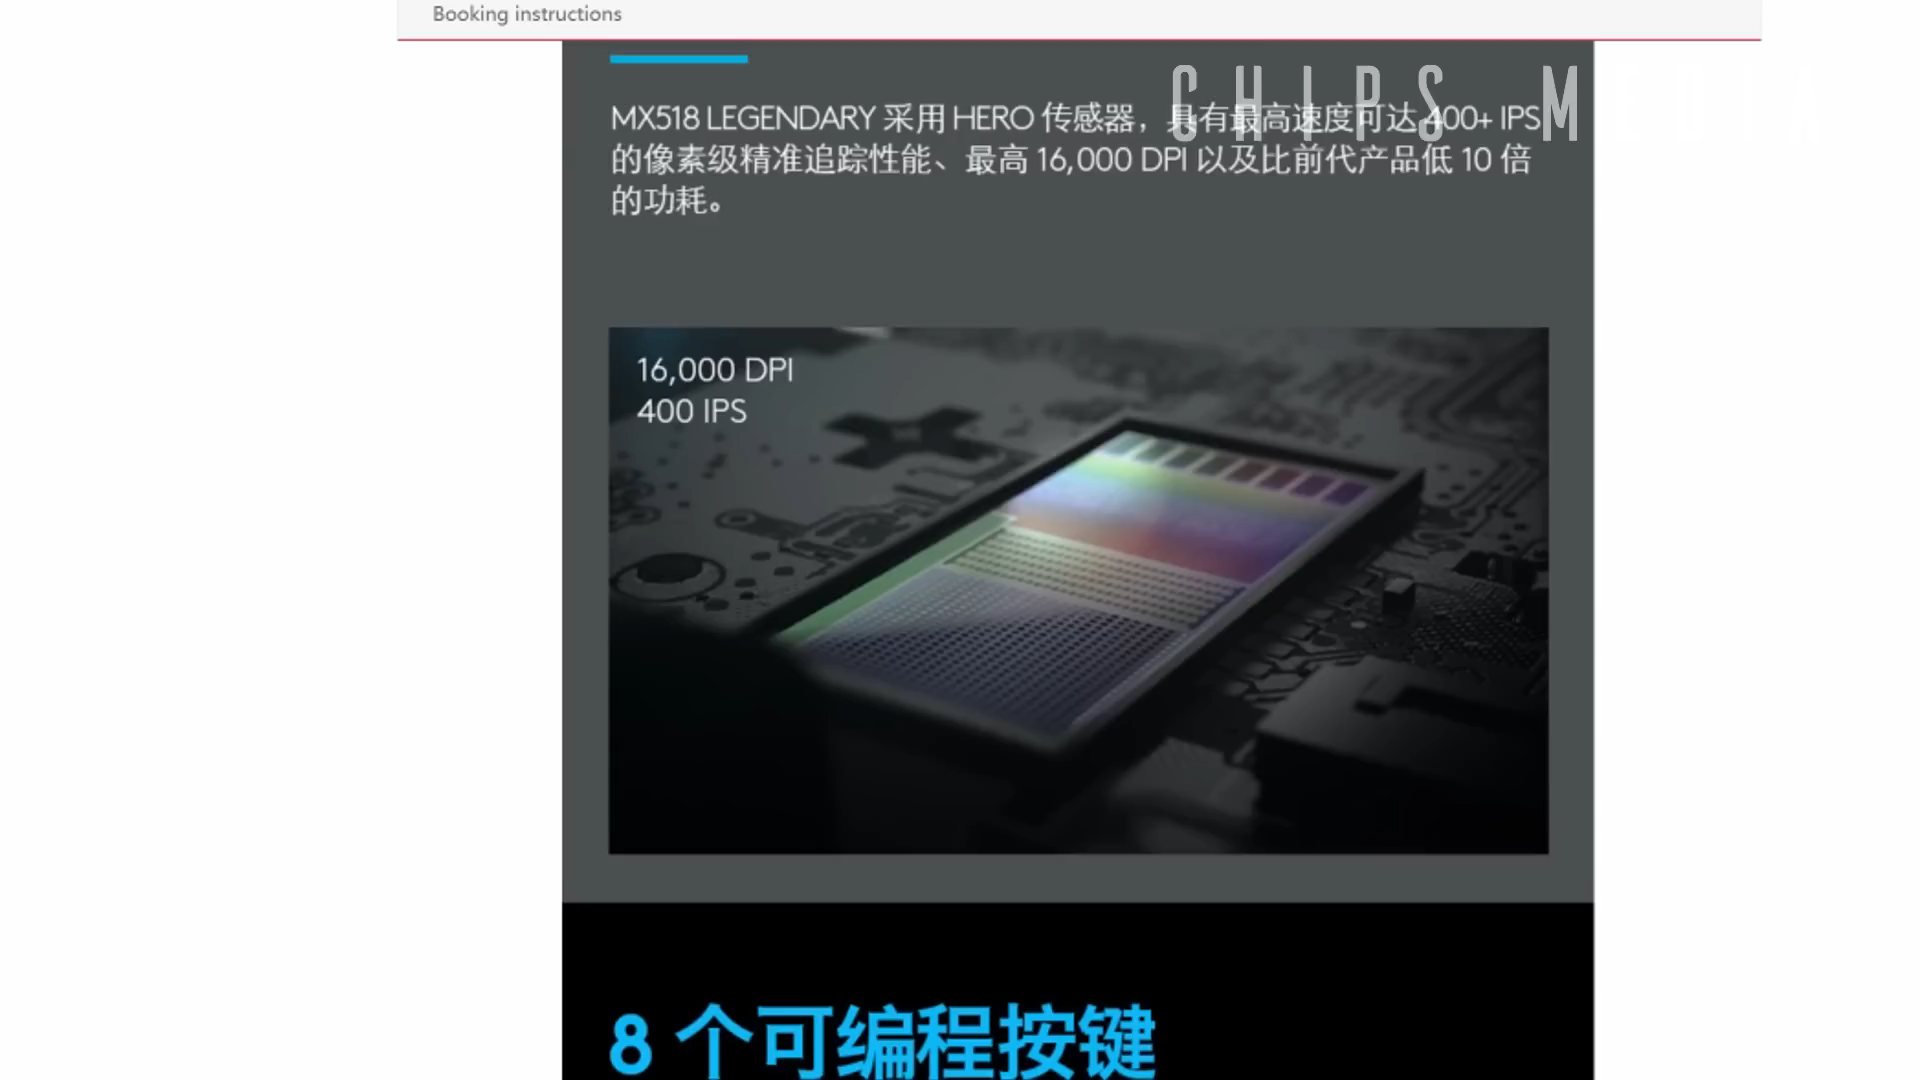 Booking instructions
CHIPS MEDIA
MX518 LEGENDARY 采用 HERO 传感器，具有最高速度可达 400+ IPS
的像素级精准追踪性能、最高 16,000 DPI 以及比前代产品低 10 倍
的功耗。
16,000 DPI
400 IPS
8 个可编程按键